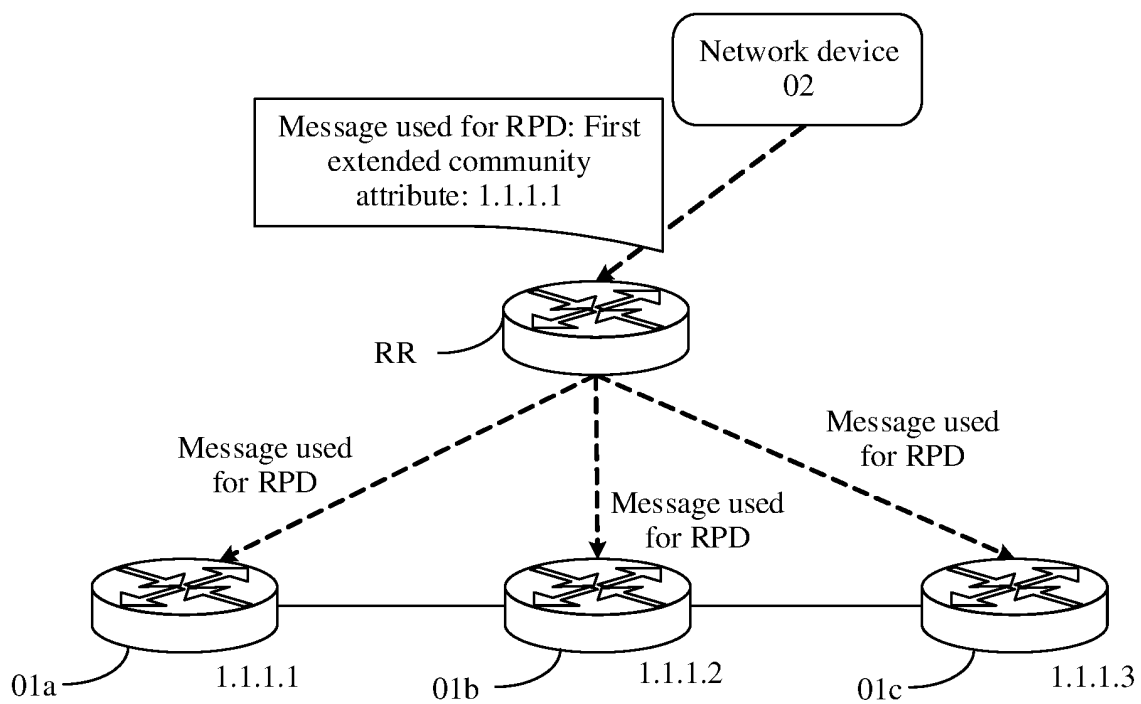 Network device
02
Message used for RPD: First
extended community
attribute: 1.1.1.1
RR
Message used
for RPD
Message used
for RPD
Message used
for RPD
01a
1.1.1.1
01b
1.1.1.2
01c
1.1.1.3